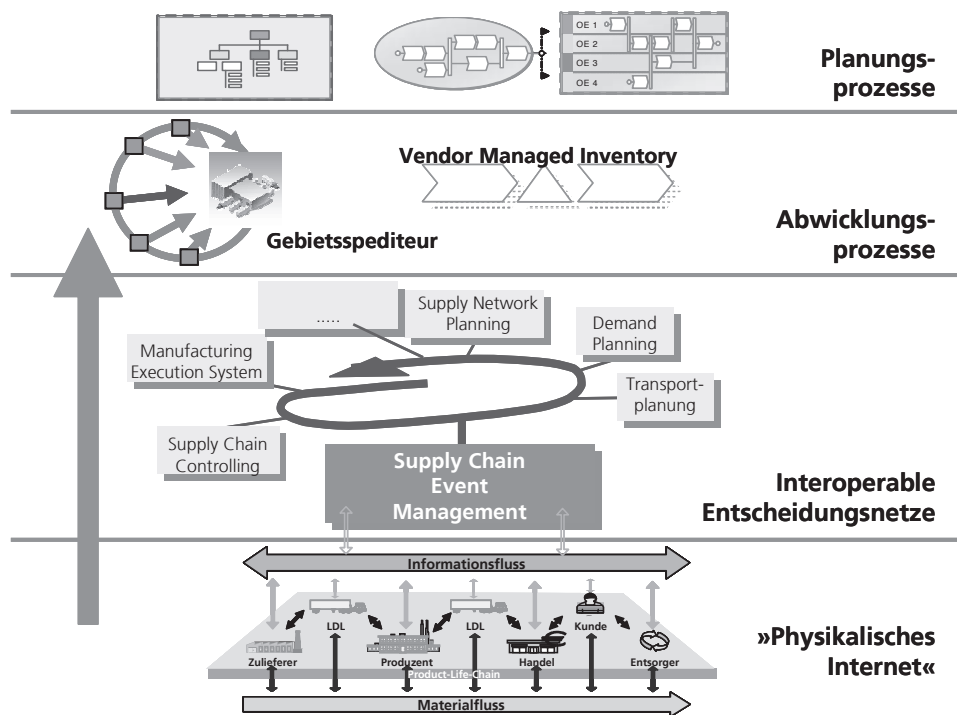 OE 1
OE 2
OE 3
OE 4
Planungs-
prozesse
Vendor Managed Inventory
Gebietsspediteur
Abwicklungs-
prozesse
.....
Supply Network
Planning
Demand
Planning
Manufacturing
Execution System
Transport-
planung
Supply Chain
Controlling
Supply Chain
Event
Management
Interoperable
Entscheidungsnetze
Informationsfluss
LDL
LDL
Kunde
Zulieferer
Produzent
Handel
Entsorger
Product-Life-Chain
Materialfluss
»Physikalisches
Internet«